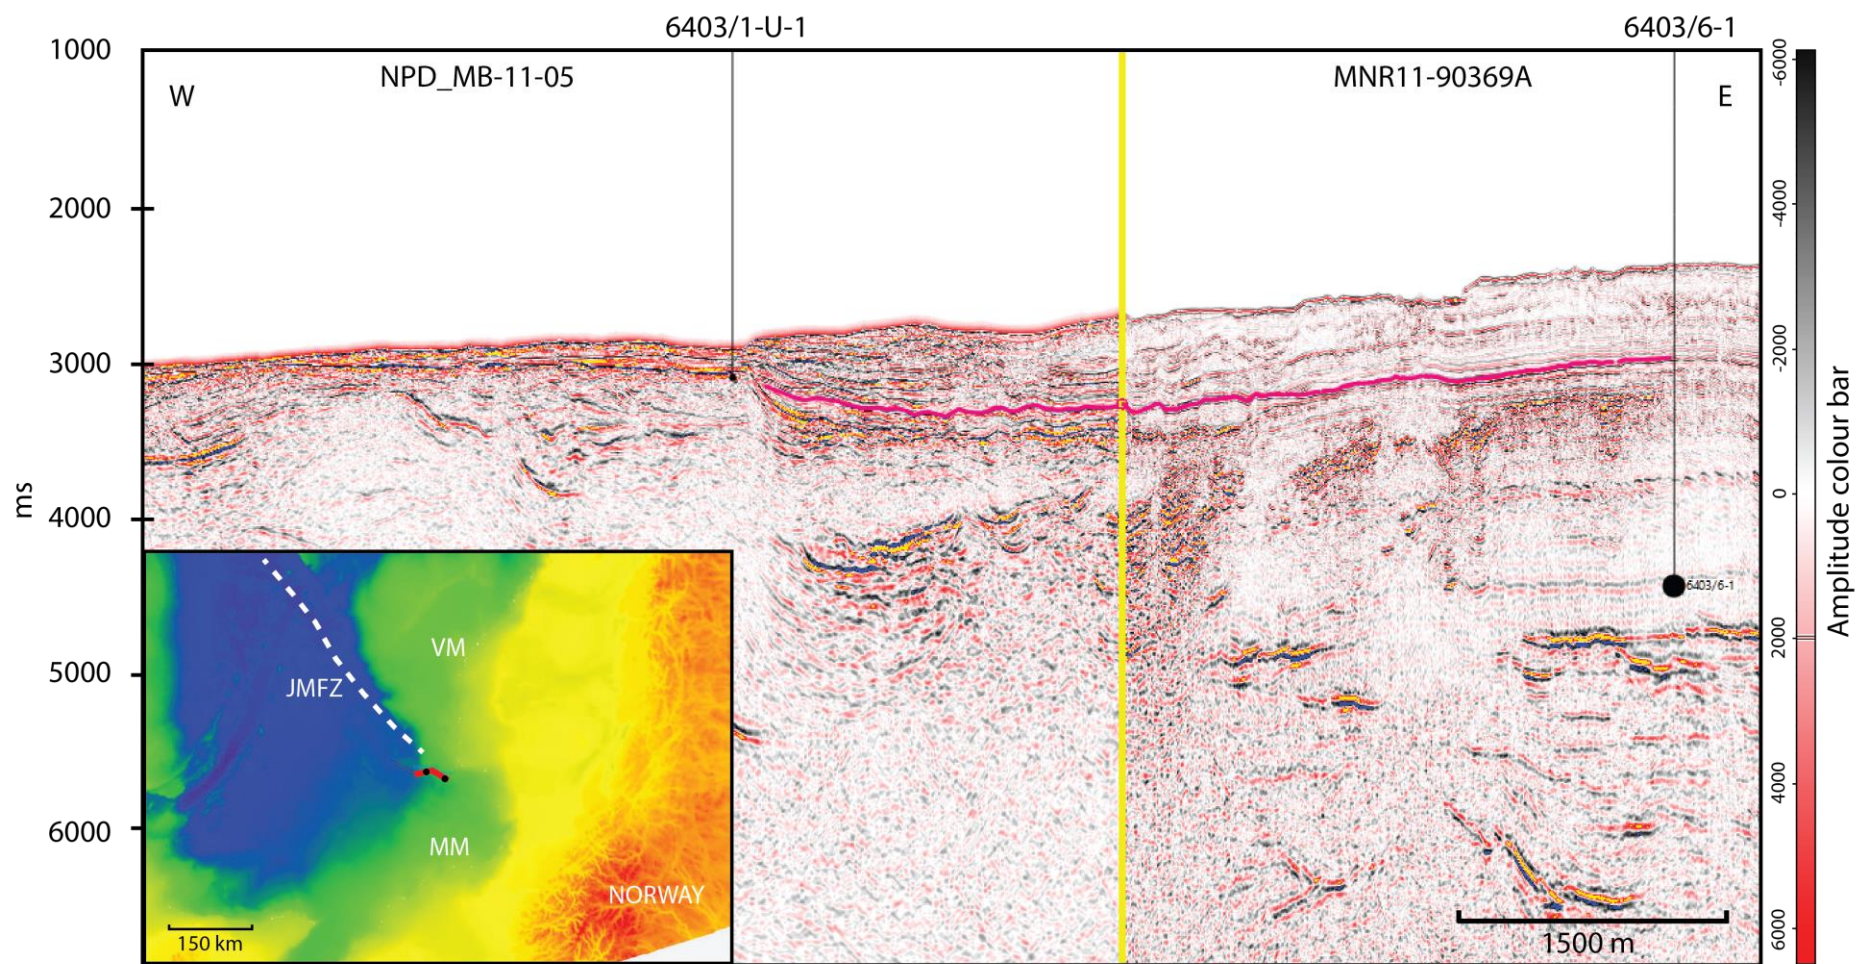 6403/1-U-1
6403/6-1
1000
NPD_MB-11-05
MNR11-90369A
W
E
2000
3000
4000
5000
6000
ms
6403/6-1
VM
JMFZ
MM
NORWAY
150 km
1500 m
-6000
-4000
-2000
0
2000
4000
6000
Amplitude colour bar